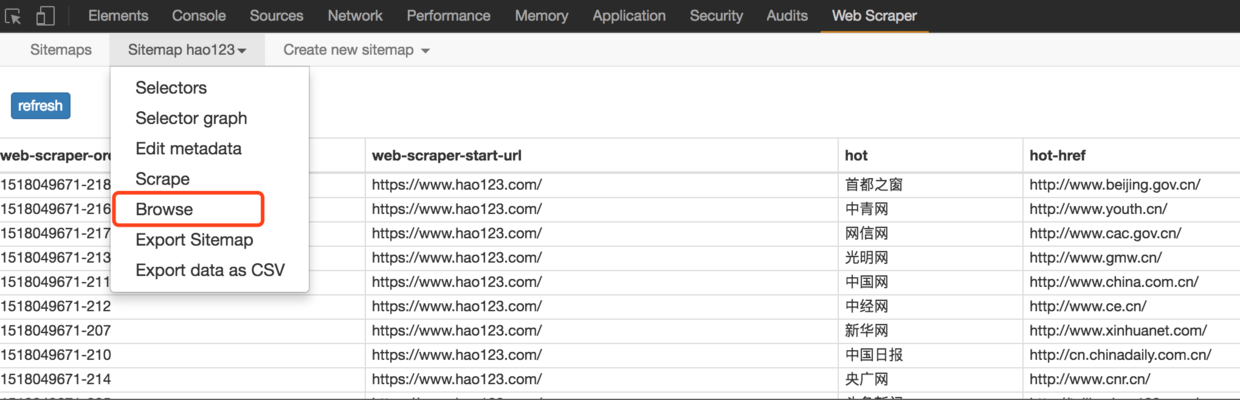 Elements Console Sources Network Performance Memory Application Security Audits Web Scraper
Sitemaps Sitemap hao123 Create new sitemap
Selectors
refresh
Selector graph
Edit metadata
web-scraper-ord web-scraper-start-url hot hot-href
Scrape
1518049671-218 https://www.hao123.com/ 首都之窗 http://www.beijing.gov.cn/
Browse
1518049671-216 https://www.hao123.com/ 中青网 http://www.youth.cn/
1518049671-217 https://www.hao123.com/ 网信网 http://www.cac.gov.cn/
Export Sitemap
1518049671-213 https://www.hao123.com/ 光明网 http://www.gmw.cn/
Export data as CSV
1518049671-211 https://www.hao123.com/ 中国网 http://www.china.com.cn/
1518049671-212 https://www.hao123.com/ 中经网 http://www.ce.cn/
1518049671-207 https://www.hao123.com/ 新华网 http://www.xinhuanet.com/
1518049671-210 https://www.hao123.com/ 中国日报 http://cn.chinadaily.com.cn/
1518049671-214 https://www.hao123.com/ 央广网 http://www.cnr.cn/